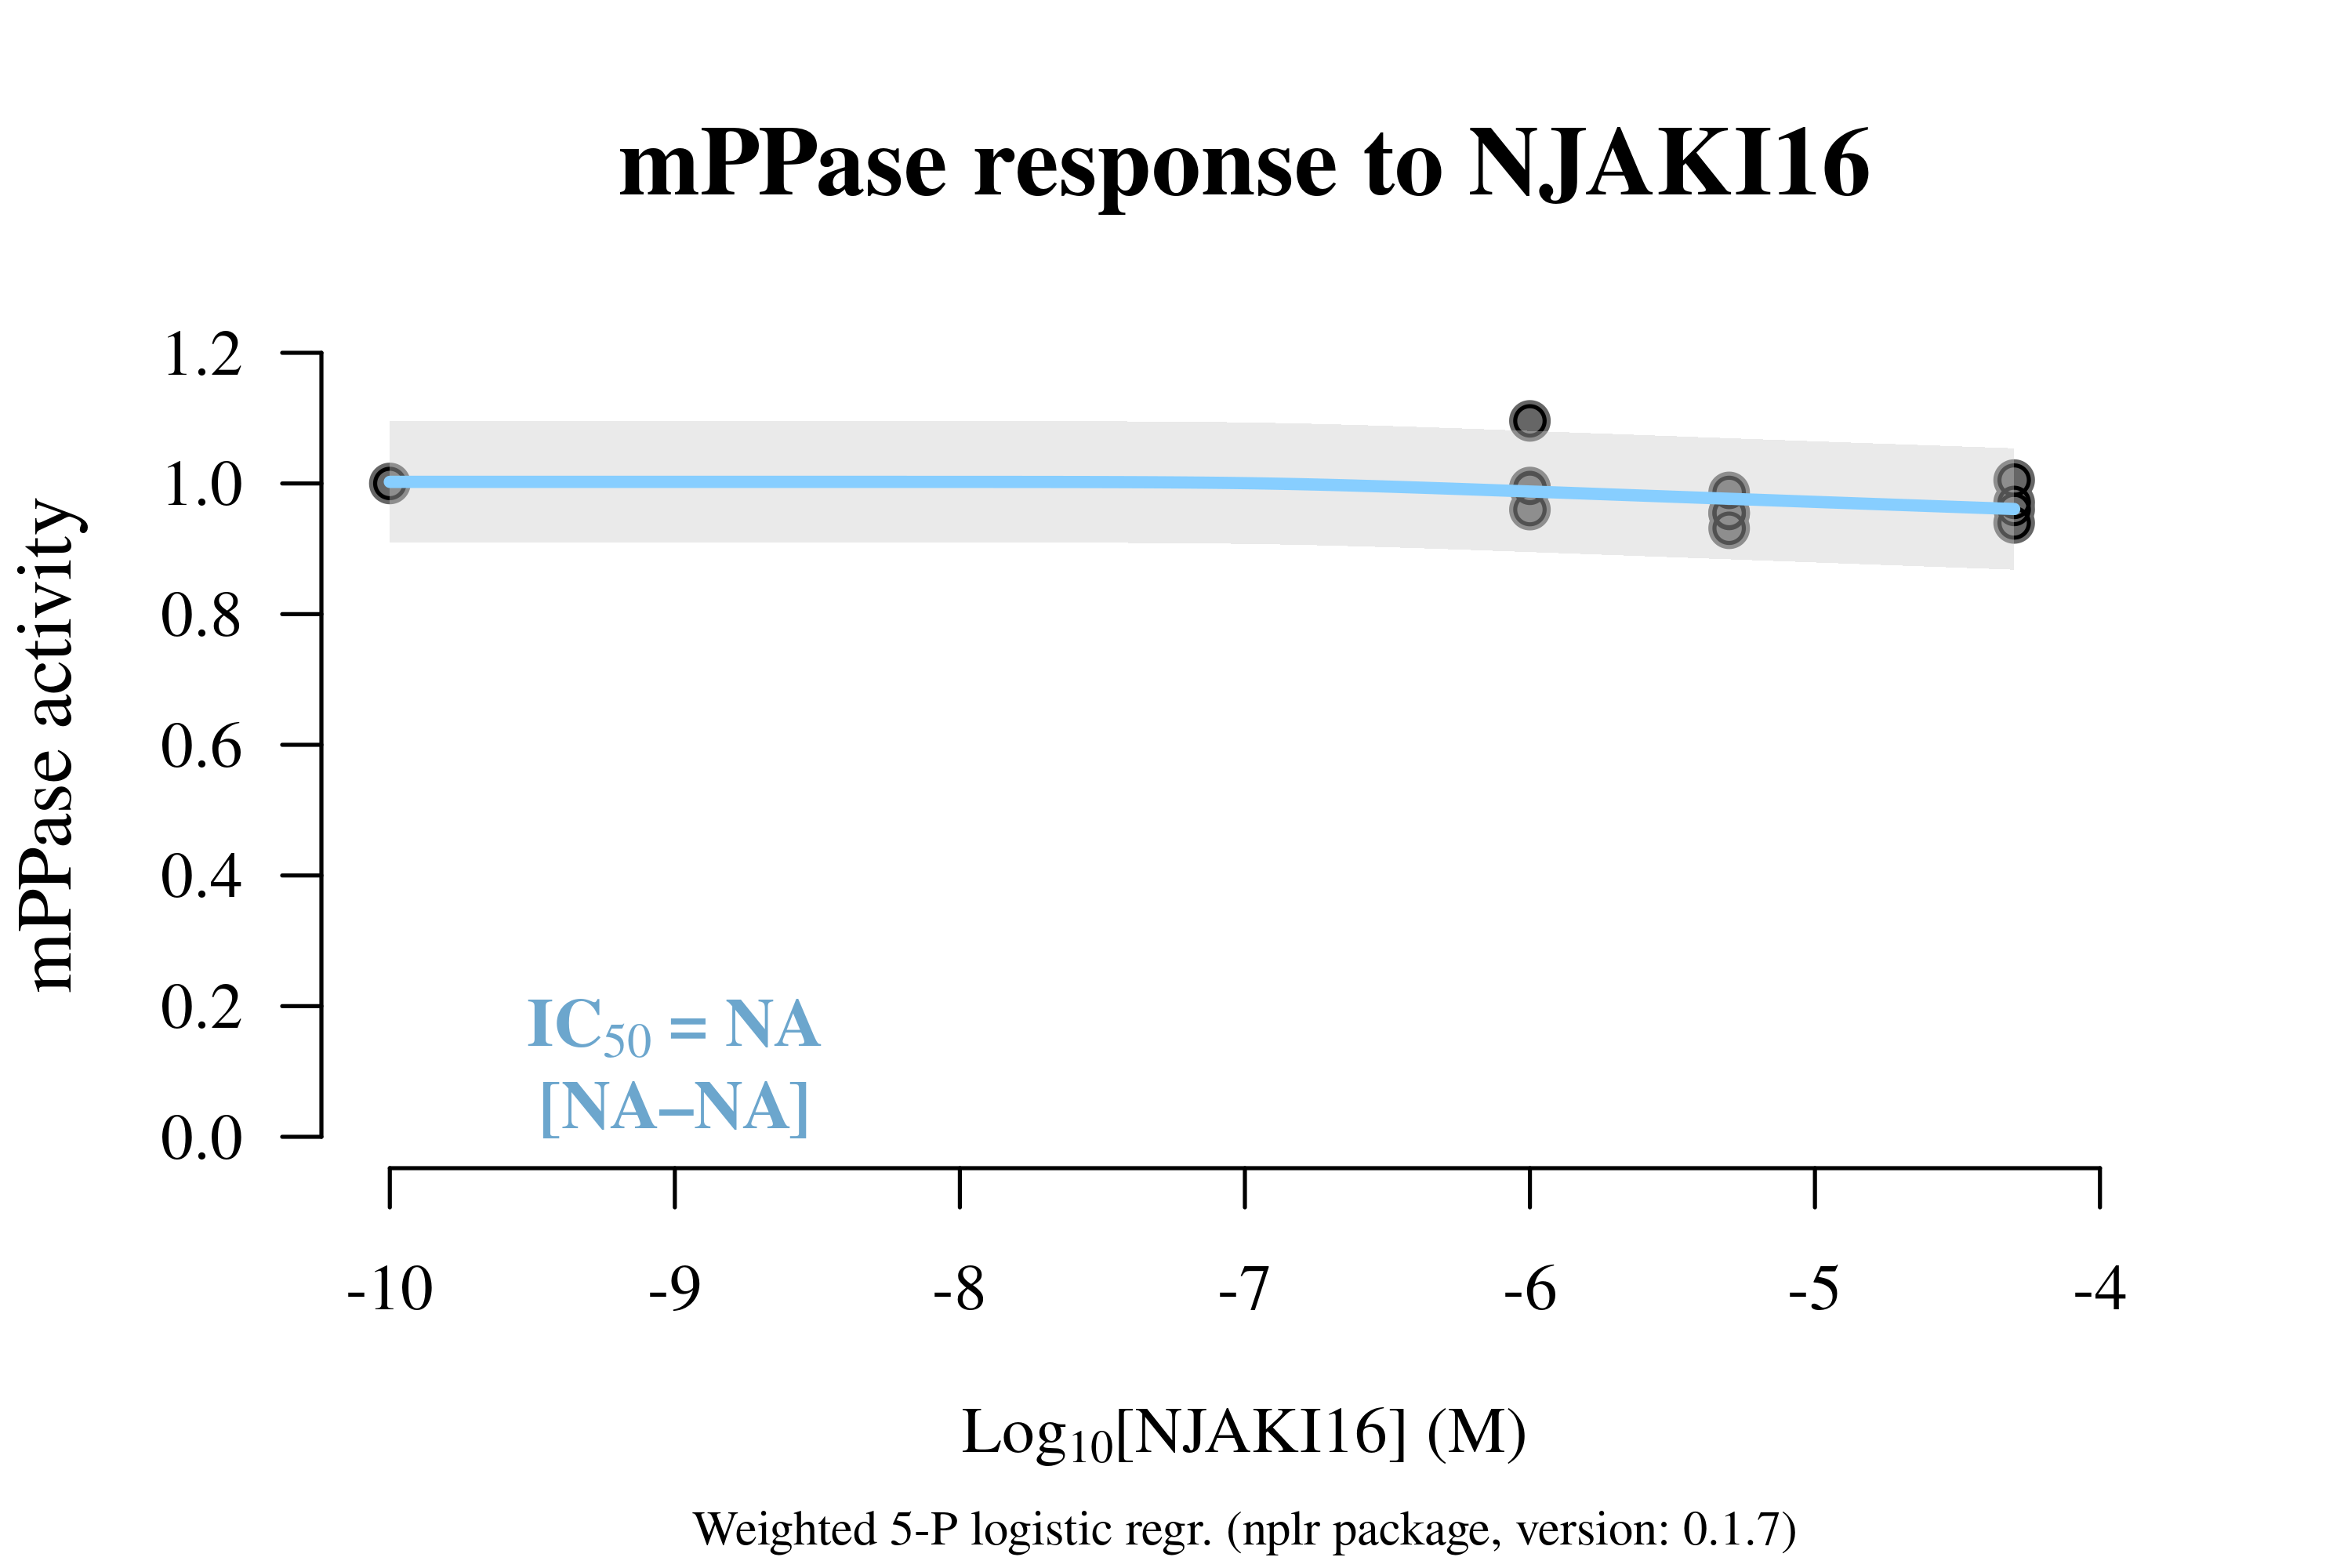 mPPase response to NJAKI16
mPPase activity
1.2
1.0
0.8
0.6
0.4
0.2
0.0
IC50 = NA
[NA–NA]
-10 -9 -8 -7 -6 -5 -4
Log10[NJAKI16] (M)
Weighted 5-P logistic regr. (nplr package, version: 0.1.7)